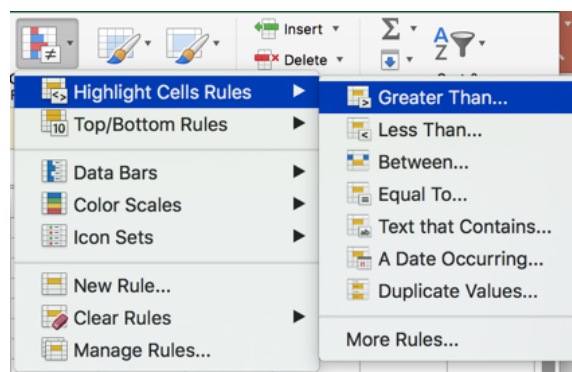 Insert
Delete
Σ
A
Z
Highlight Cells Rules
Top/Bottom Rules
10
Data Bars
Color Scales
Icon Sets
New Rule...
Clear Rules
Manage Rules...
Greater Than...
Less Than...
Between...
Equal To...
Text that Contains...
A Date Occurring...
Duplicate Values...
More Rules...